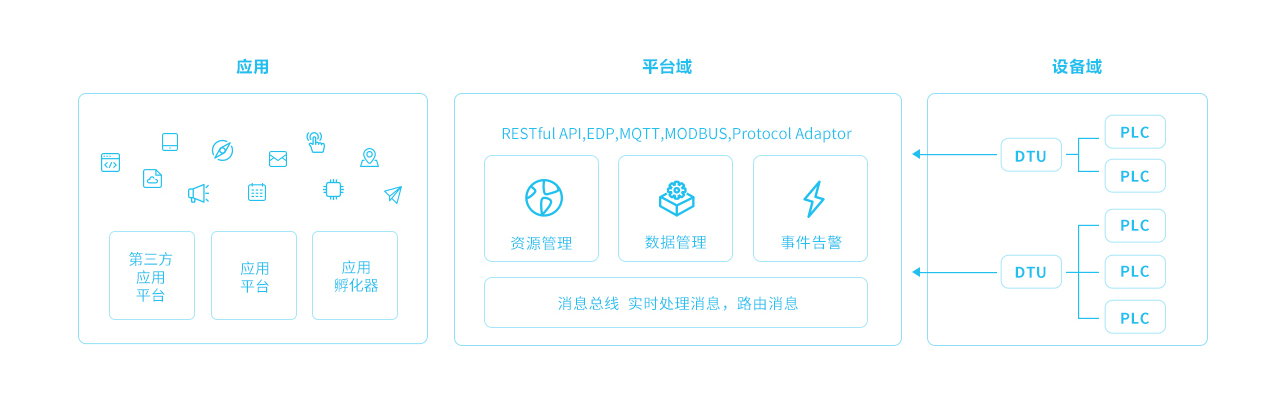 应用
第三方
应用
平台
应用
平台
应用
孵化器
平台域
RESTful API,EDP,MQTT,MODBUS,Protocol Adaptor
资源管理
数据管理
事件告警
消息总线 实时处理消息，路由消息
设备域
DTU
PLC
PLC
DTU
PLC
PLC
PLC